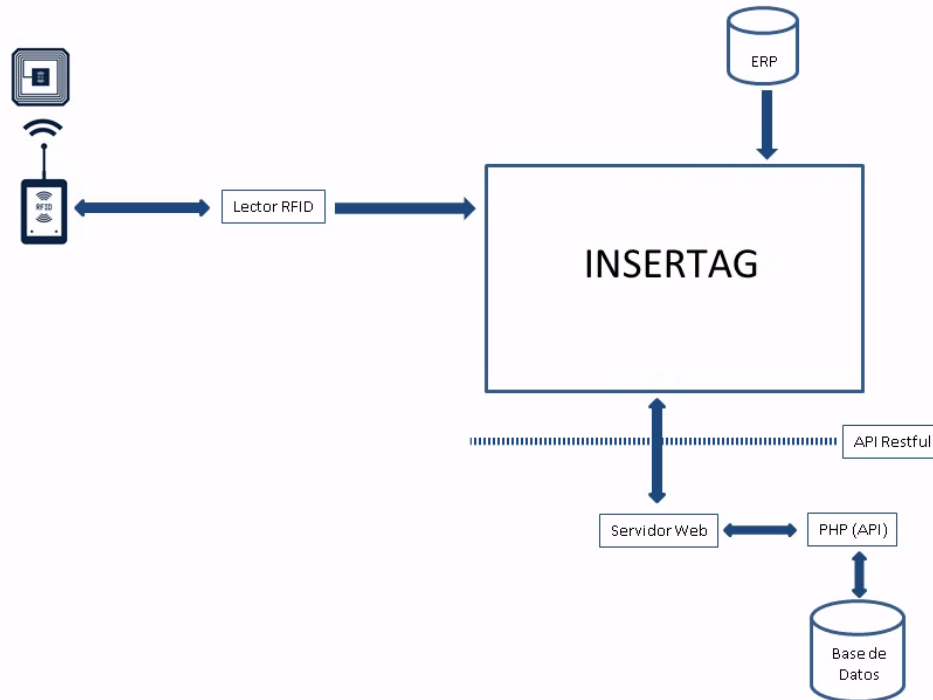 ERP
RFID
Lector RFID
INSERTAG
API Restful
Servidor Web
PHP (API)
Base de
Datos